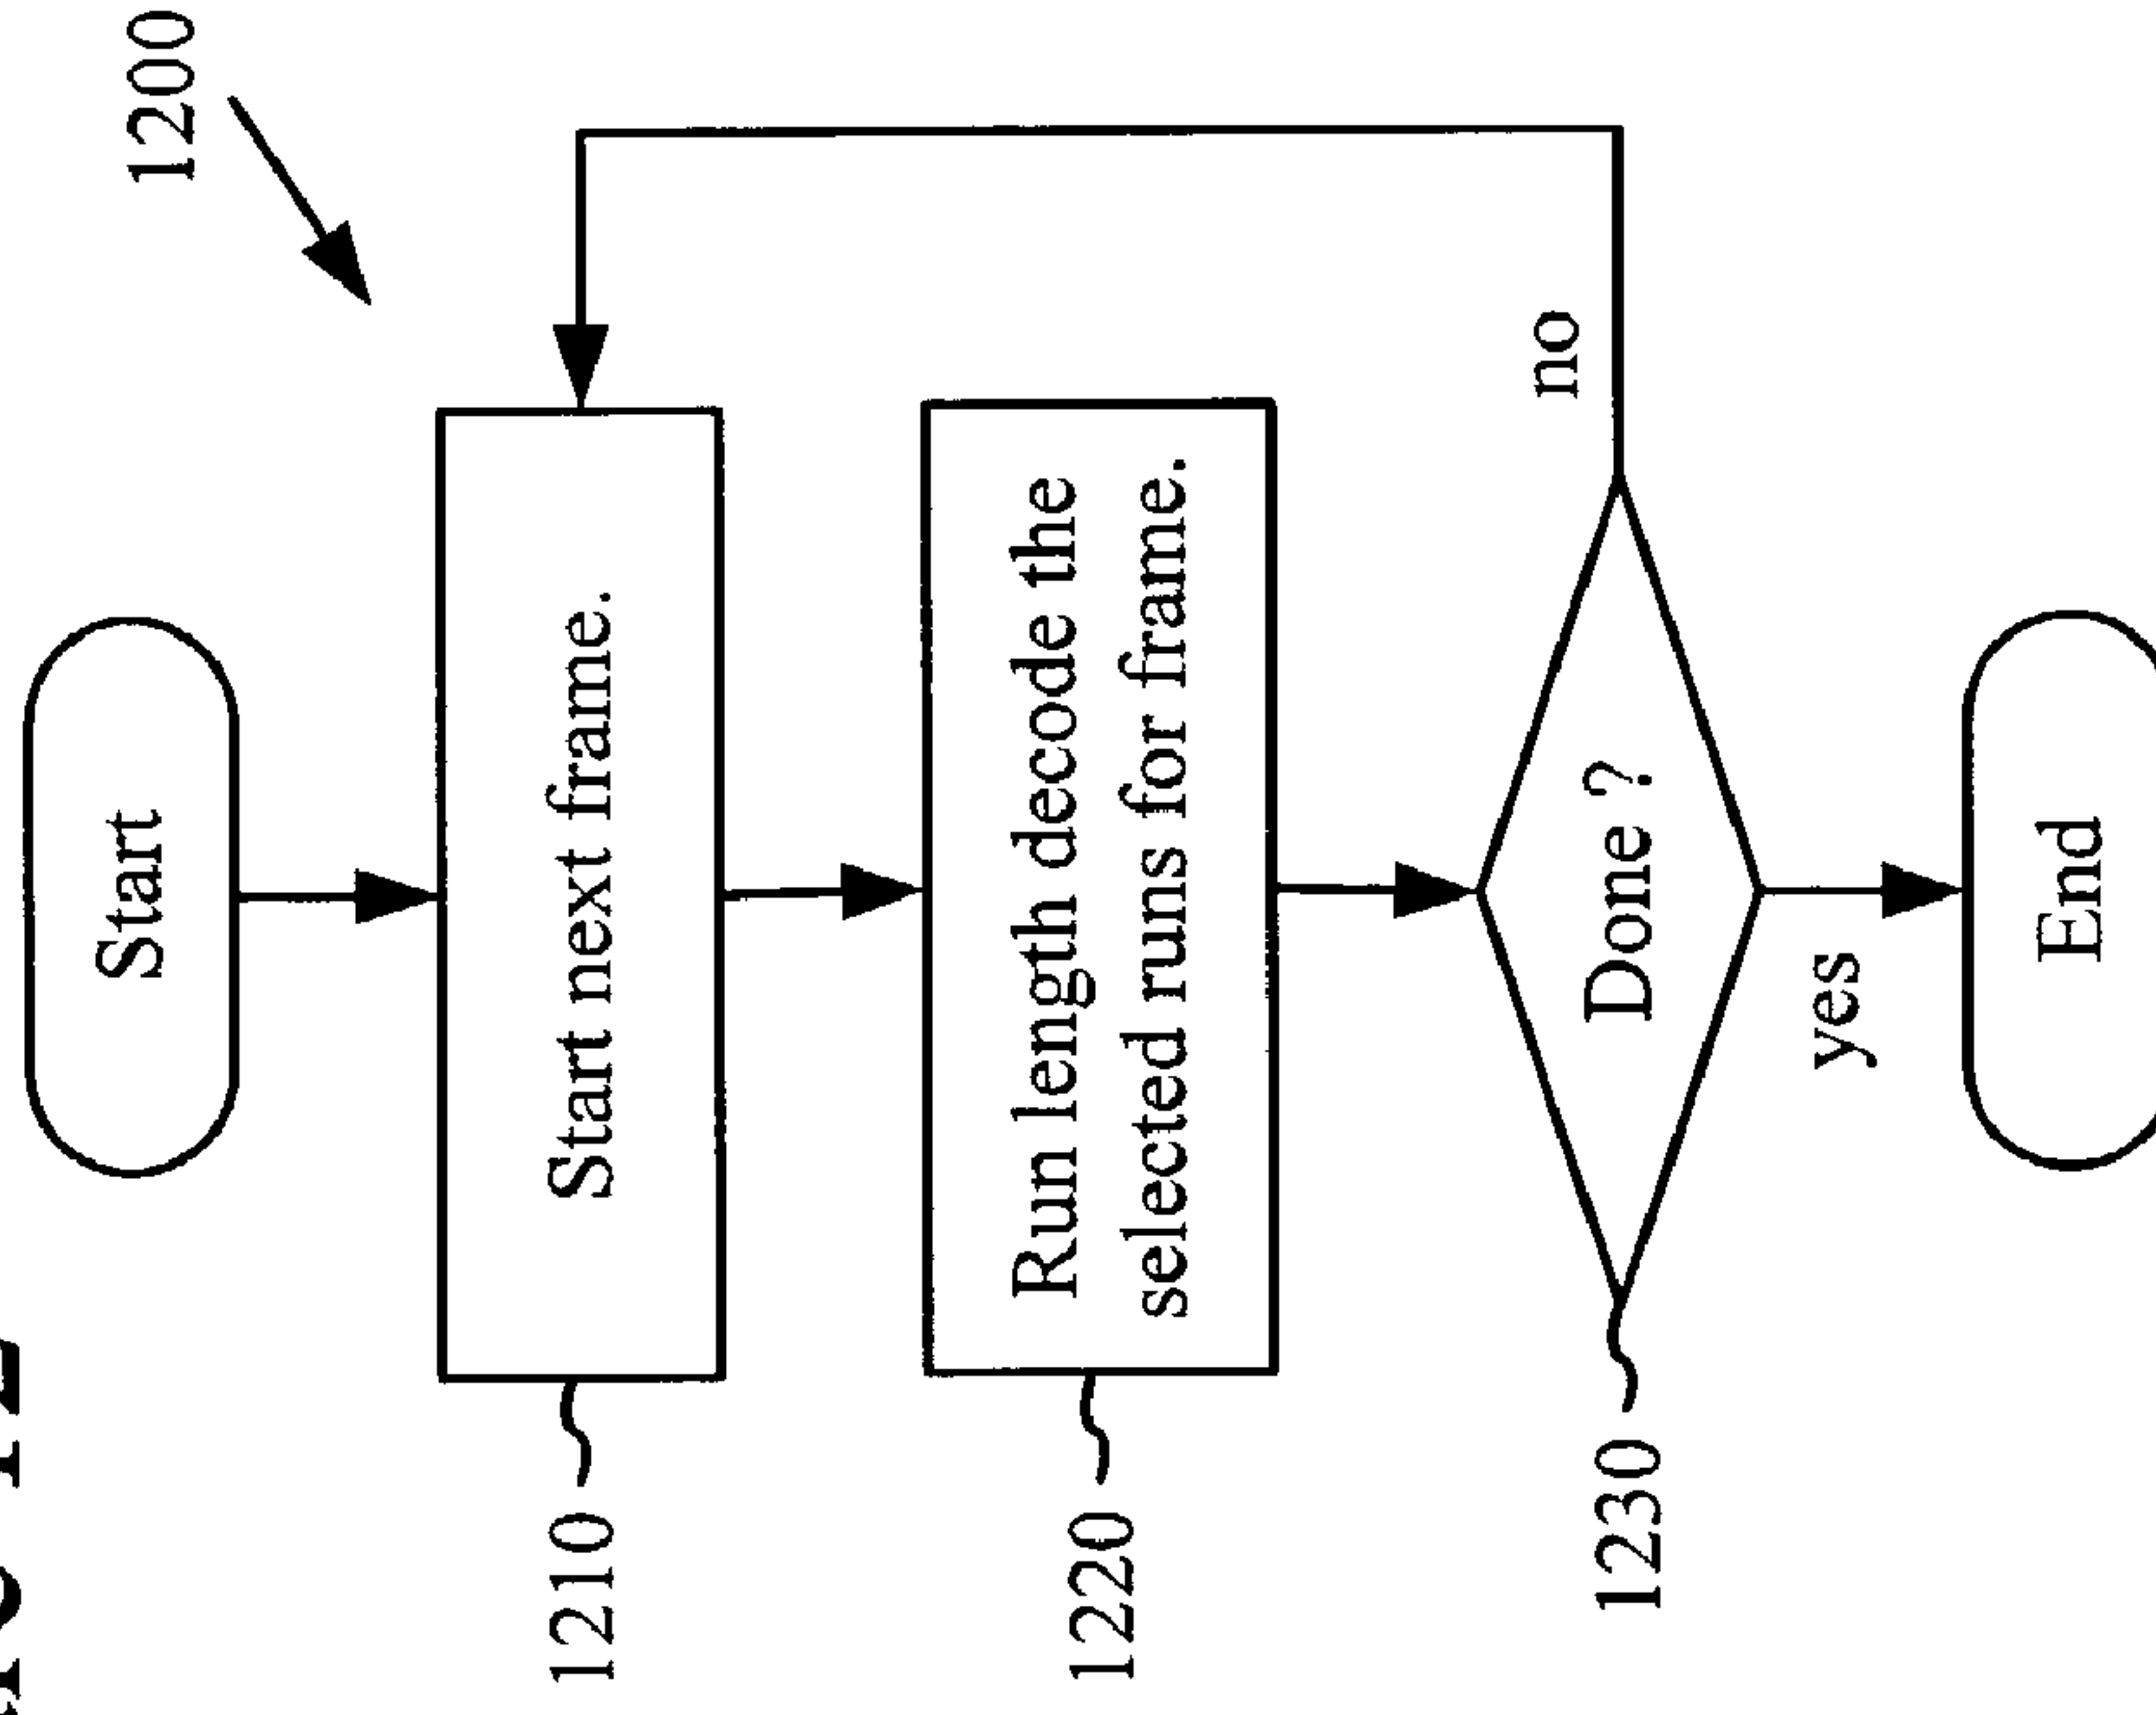 1200
Start
1210
Start next frame.
1220
Run length decode the
selected runs for frame.
1230
Done ?
no
yes
End